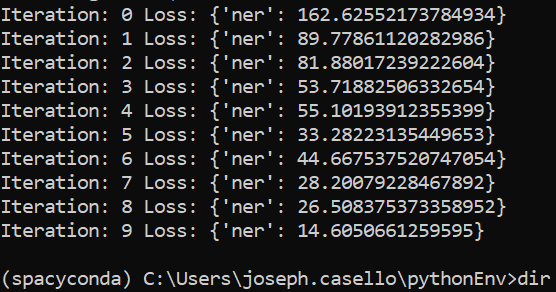 Iteration: 0 Loss: {'ner': 162.62552173784934}
Iteration: 1 Loss: {'ner': 89.77861120282986}
Iteration: 2 Loss: {'ner': 81.88017239222604}
Iteration: 3 Loss: {'ner': 53.71882506332654}
Iteration: 4 Loss: {'ner': 55.10193912355399}
Iteration: 5 Loss: {'ner': 33.28223135449653}
Iteration: 6 Loss: {'ner': 44.667537520747054}
Iteration: 7 Loss: {'ner': 28.20079228467892}
Iteration: 8 Loss: {'ner': 26.508375373358952}
Iteration: 9 Loss: {'ner': 14.6050661259595}
(spacyconda) C:\Users\joseph.casello\pythonEnv>dir